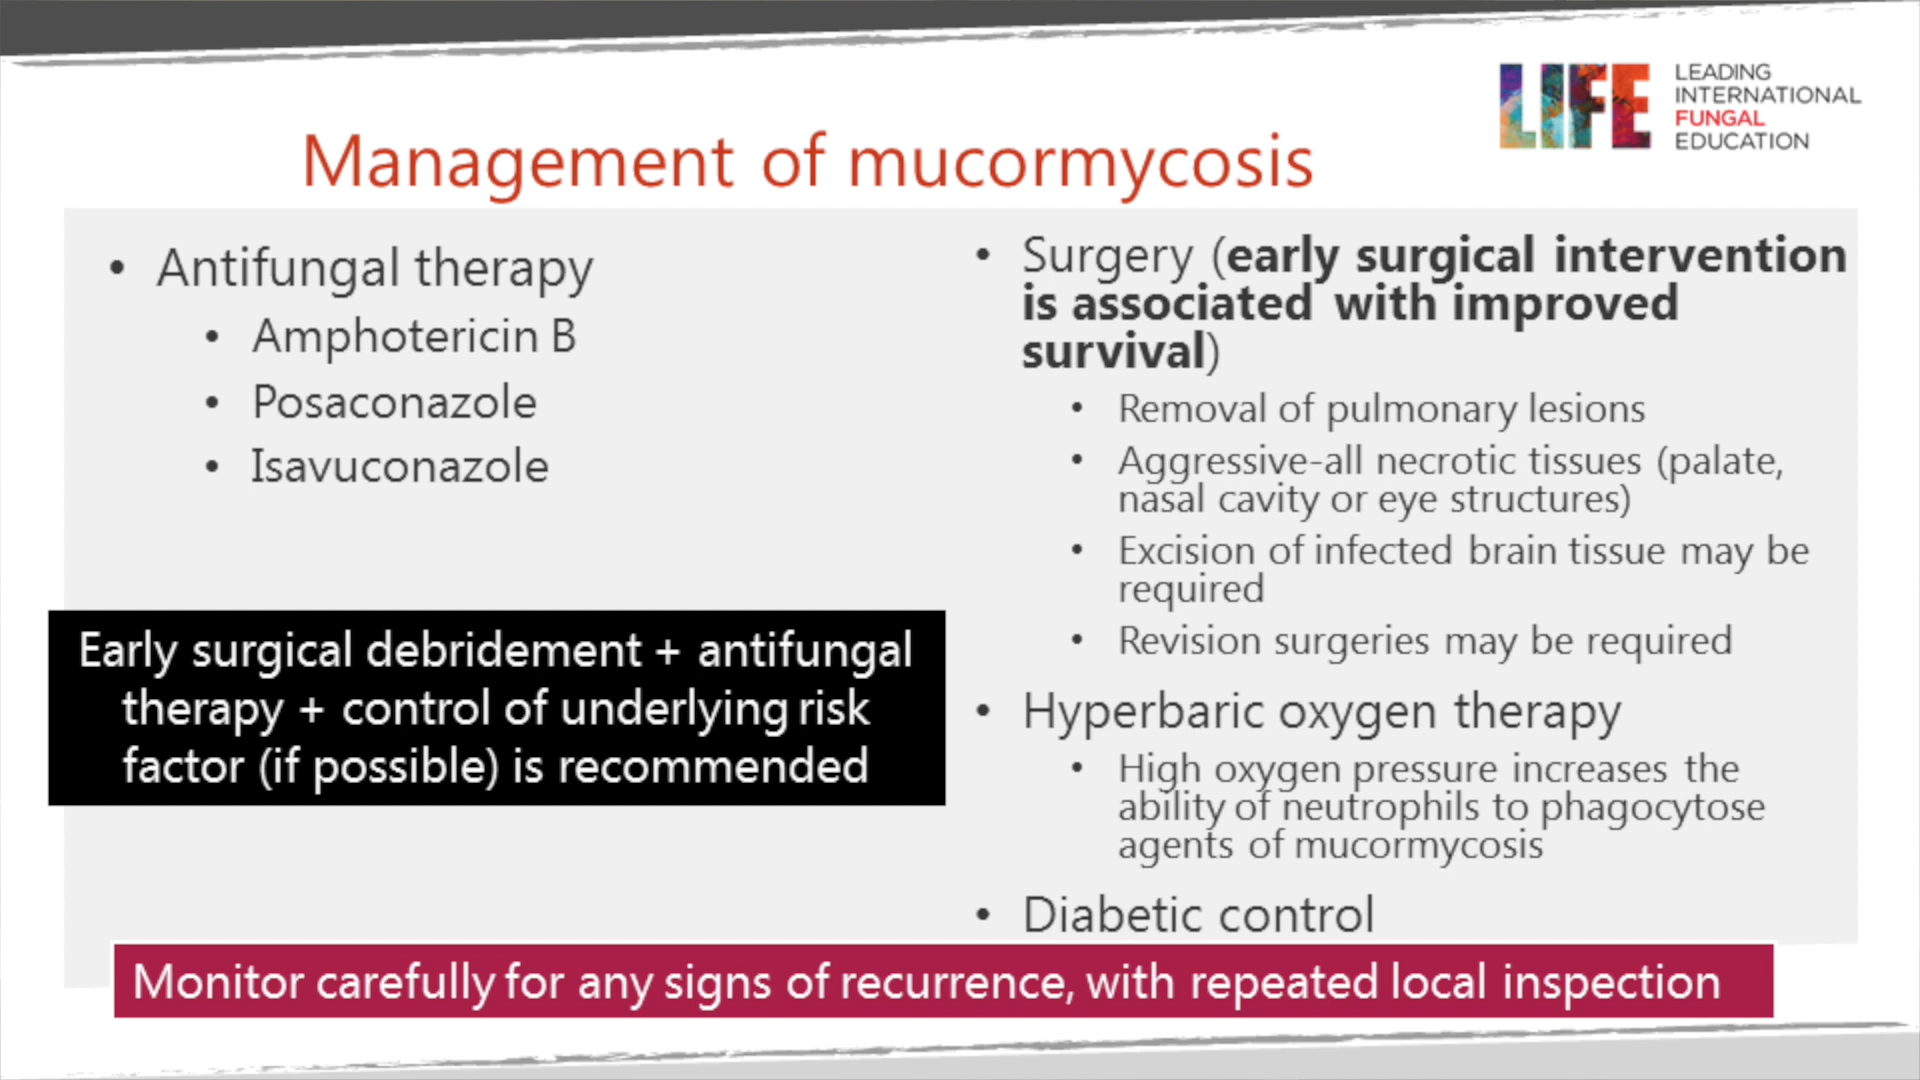 LIFE
LEADING
INTERNATIONAL
FUNGAL
EDUCATION
Management of mucormycosis
• Antifungal therapy
• Amphotericin B
• Posaconazole
• Isavuconazole
Early surgical debridement + antifungal
therapy + control of underlying risk
factor (if possible) is recommended
• Surgery (early surgical intervention
is associated with improved
survival)
• Removal of pulmonary lesions
• Aggressive-all necrotic tissues (palate,
nasal cavity or eye structures)
• Excision of infected brain tissue may be
required
• Revision surgeries may be required
• Hyperbaric oxygen therapy
• High oxygen pressure increases the
ability of neutrophils to phagocytose
agents of mucormycosis
• Diabetic control
Monitor carefully for any signs of recurrence, with repeated local inspection